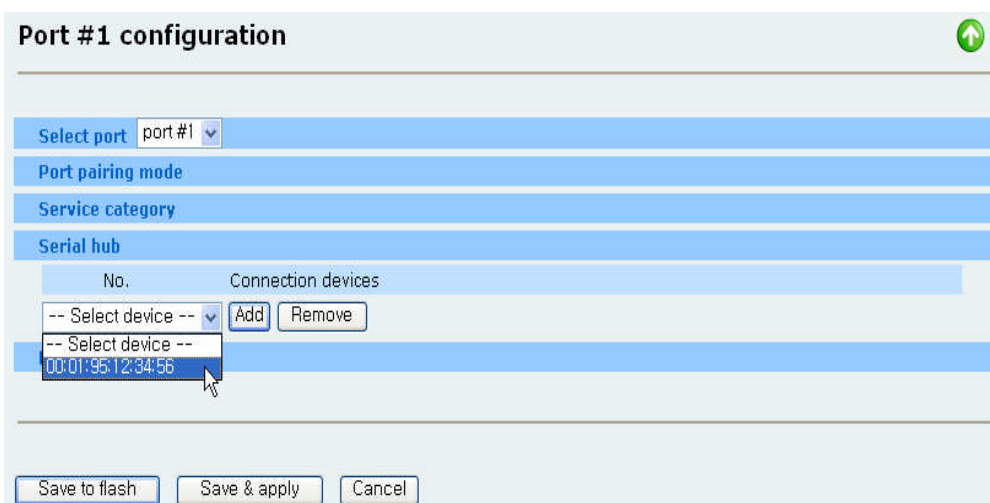 Port #1 configuration
Select port port #1
Port pairing mode
Service category
Serial hub
No. Connection devices
-- Select device -- Add Remove
-- Select device --
00:01:95:12:34:56
Save to flash Save & apply Cancel